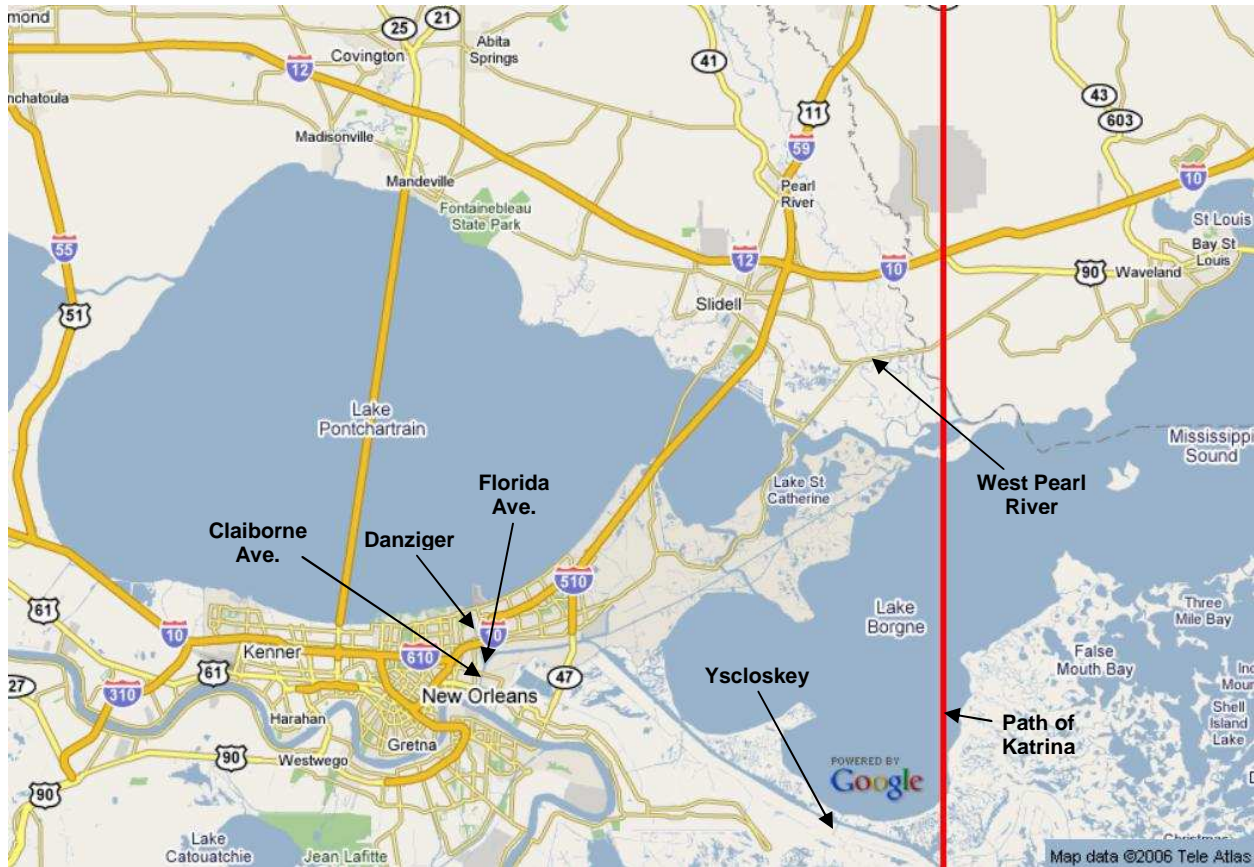 mond
25
21
Covington
Abita
Springs
12
41
11
43
603
nchatoula
Madisonville
59
10
Mandeville
Pearl
River
Fontainebleau
State Park
St Louis
55
12
10
90
Bay St
Louis
Waveland
51
Slidell
Lake
Pontchartrain
Mississippi
Sound
Florida
Ave.
Lake St
Catherine
West Pearl
River
Claiborne
Ave.
Danziger
510
61
10
10
Lake
Borgne
Three
Mile Bay
Kenner
610
False
Mouth Bay
27
310
61
47
Yscloskey
New Orleans
Shell
Island
Lake
Harahan
Gretna
Path of
Katrina
90
Westwego
POWERED BY
Google
90
Lake
Catouatchie
Jean Lafitte
Map data ©2006 Tele Atlas